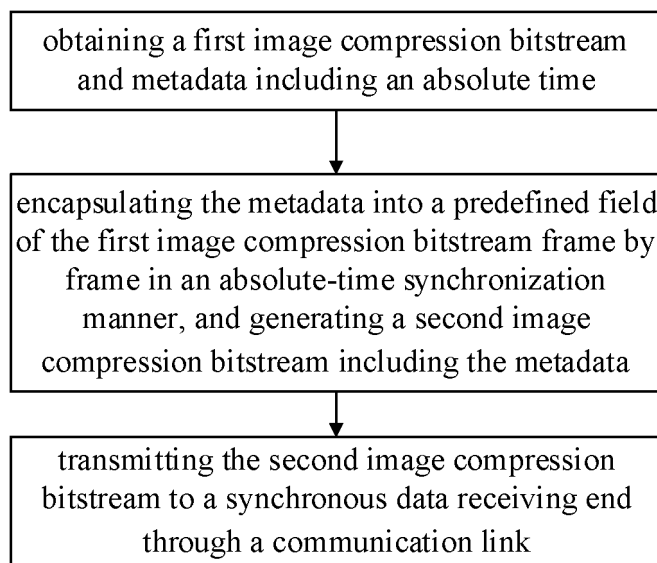 obtaining a first image compression bitstream
and metadata including an absolute time
encapsulating the metadata into a predefined field
of the first image compression bitstream frame by
frame in an absolute-time synchronization
manner, and generating a second image
compression bitstream including the metadata
transmitting the second image compression
bitstream to a synchronous data receiving end
through a communication link